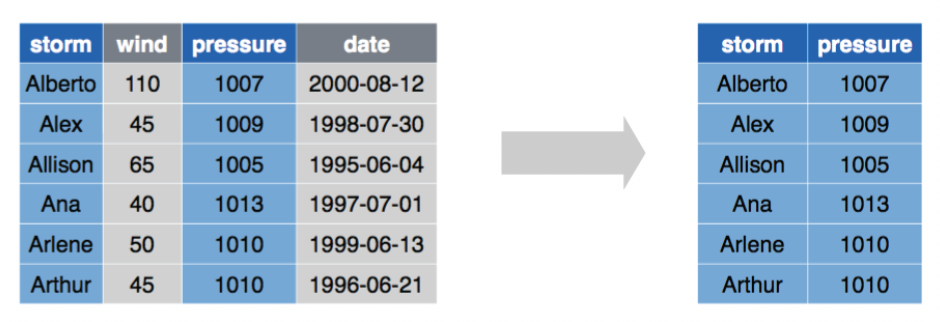 storm wind pressure date
Alberto 110 1007 2000-08-12
Alex 45 1009 1998-07-30
Allison 65 1005 1995-06-04
Ana 40 1013 1997-07-01
Arlene 50 1010 1999-06-13
Arthur 45 1010 1996-06-21
storm pressure
Alberto 1007
Alex 1009
Allison 1005
Ana 1013
Arlene 1010
Arthur 1010